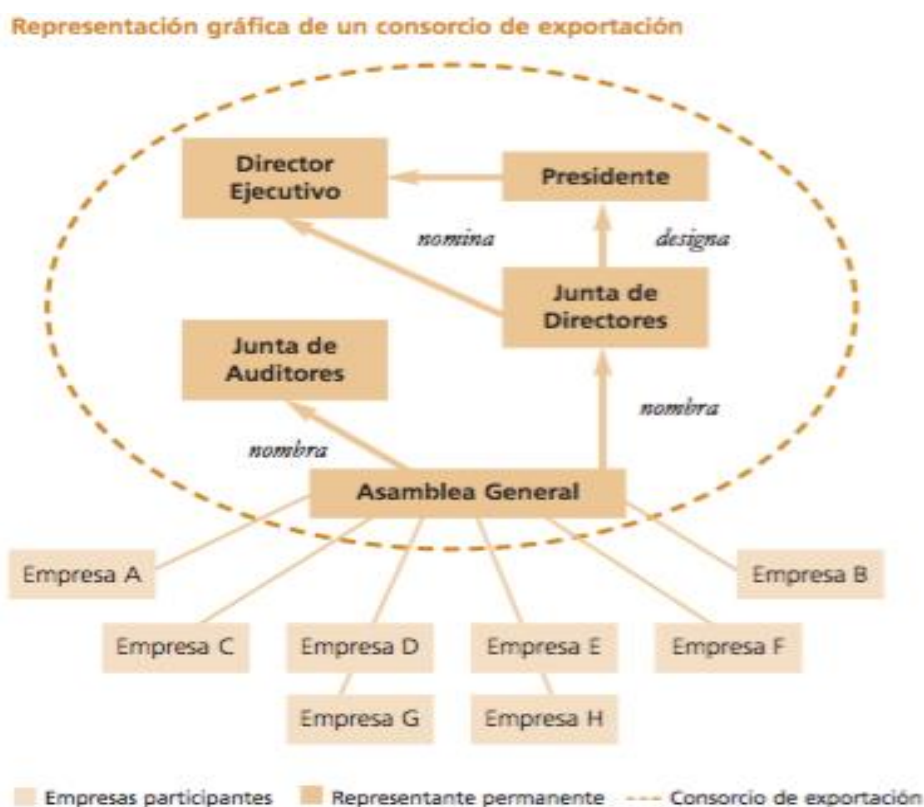 Representación gráfica de un consorcio de exportación
Director
Ejecutivo
Presidente
nomina
designa
Junta de
Directores
Junta de
Auditores
nombra
nombra
Asamblea General
Empresa A
Empresa B
Empresa C
Empresa D
Empresa E
Empresa F
Empresa G
Empresa H
Empresas participantes
Representante permanente
Consorcio de exportación